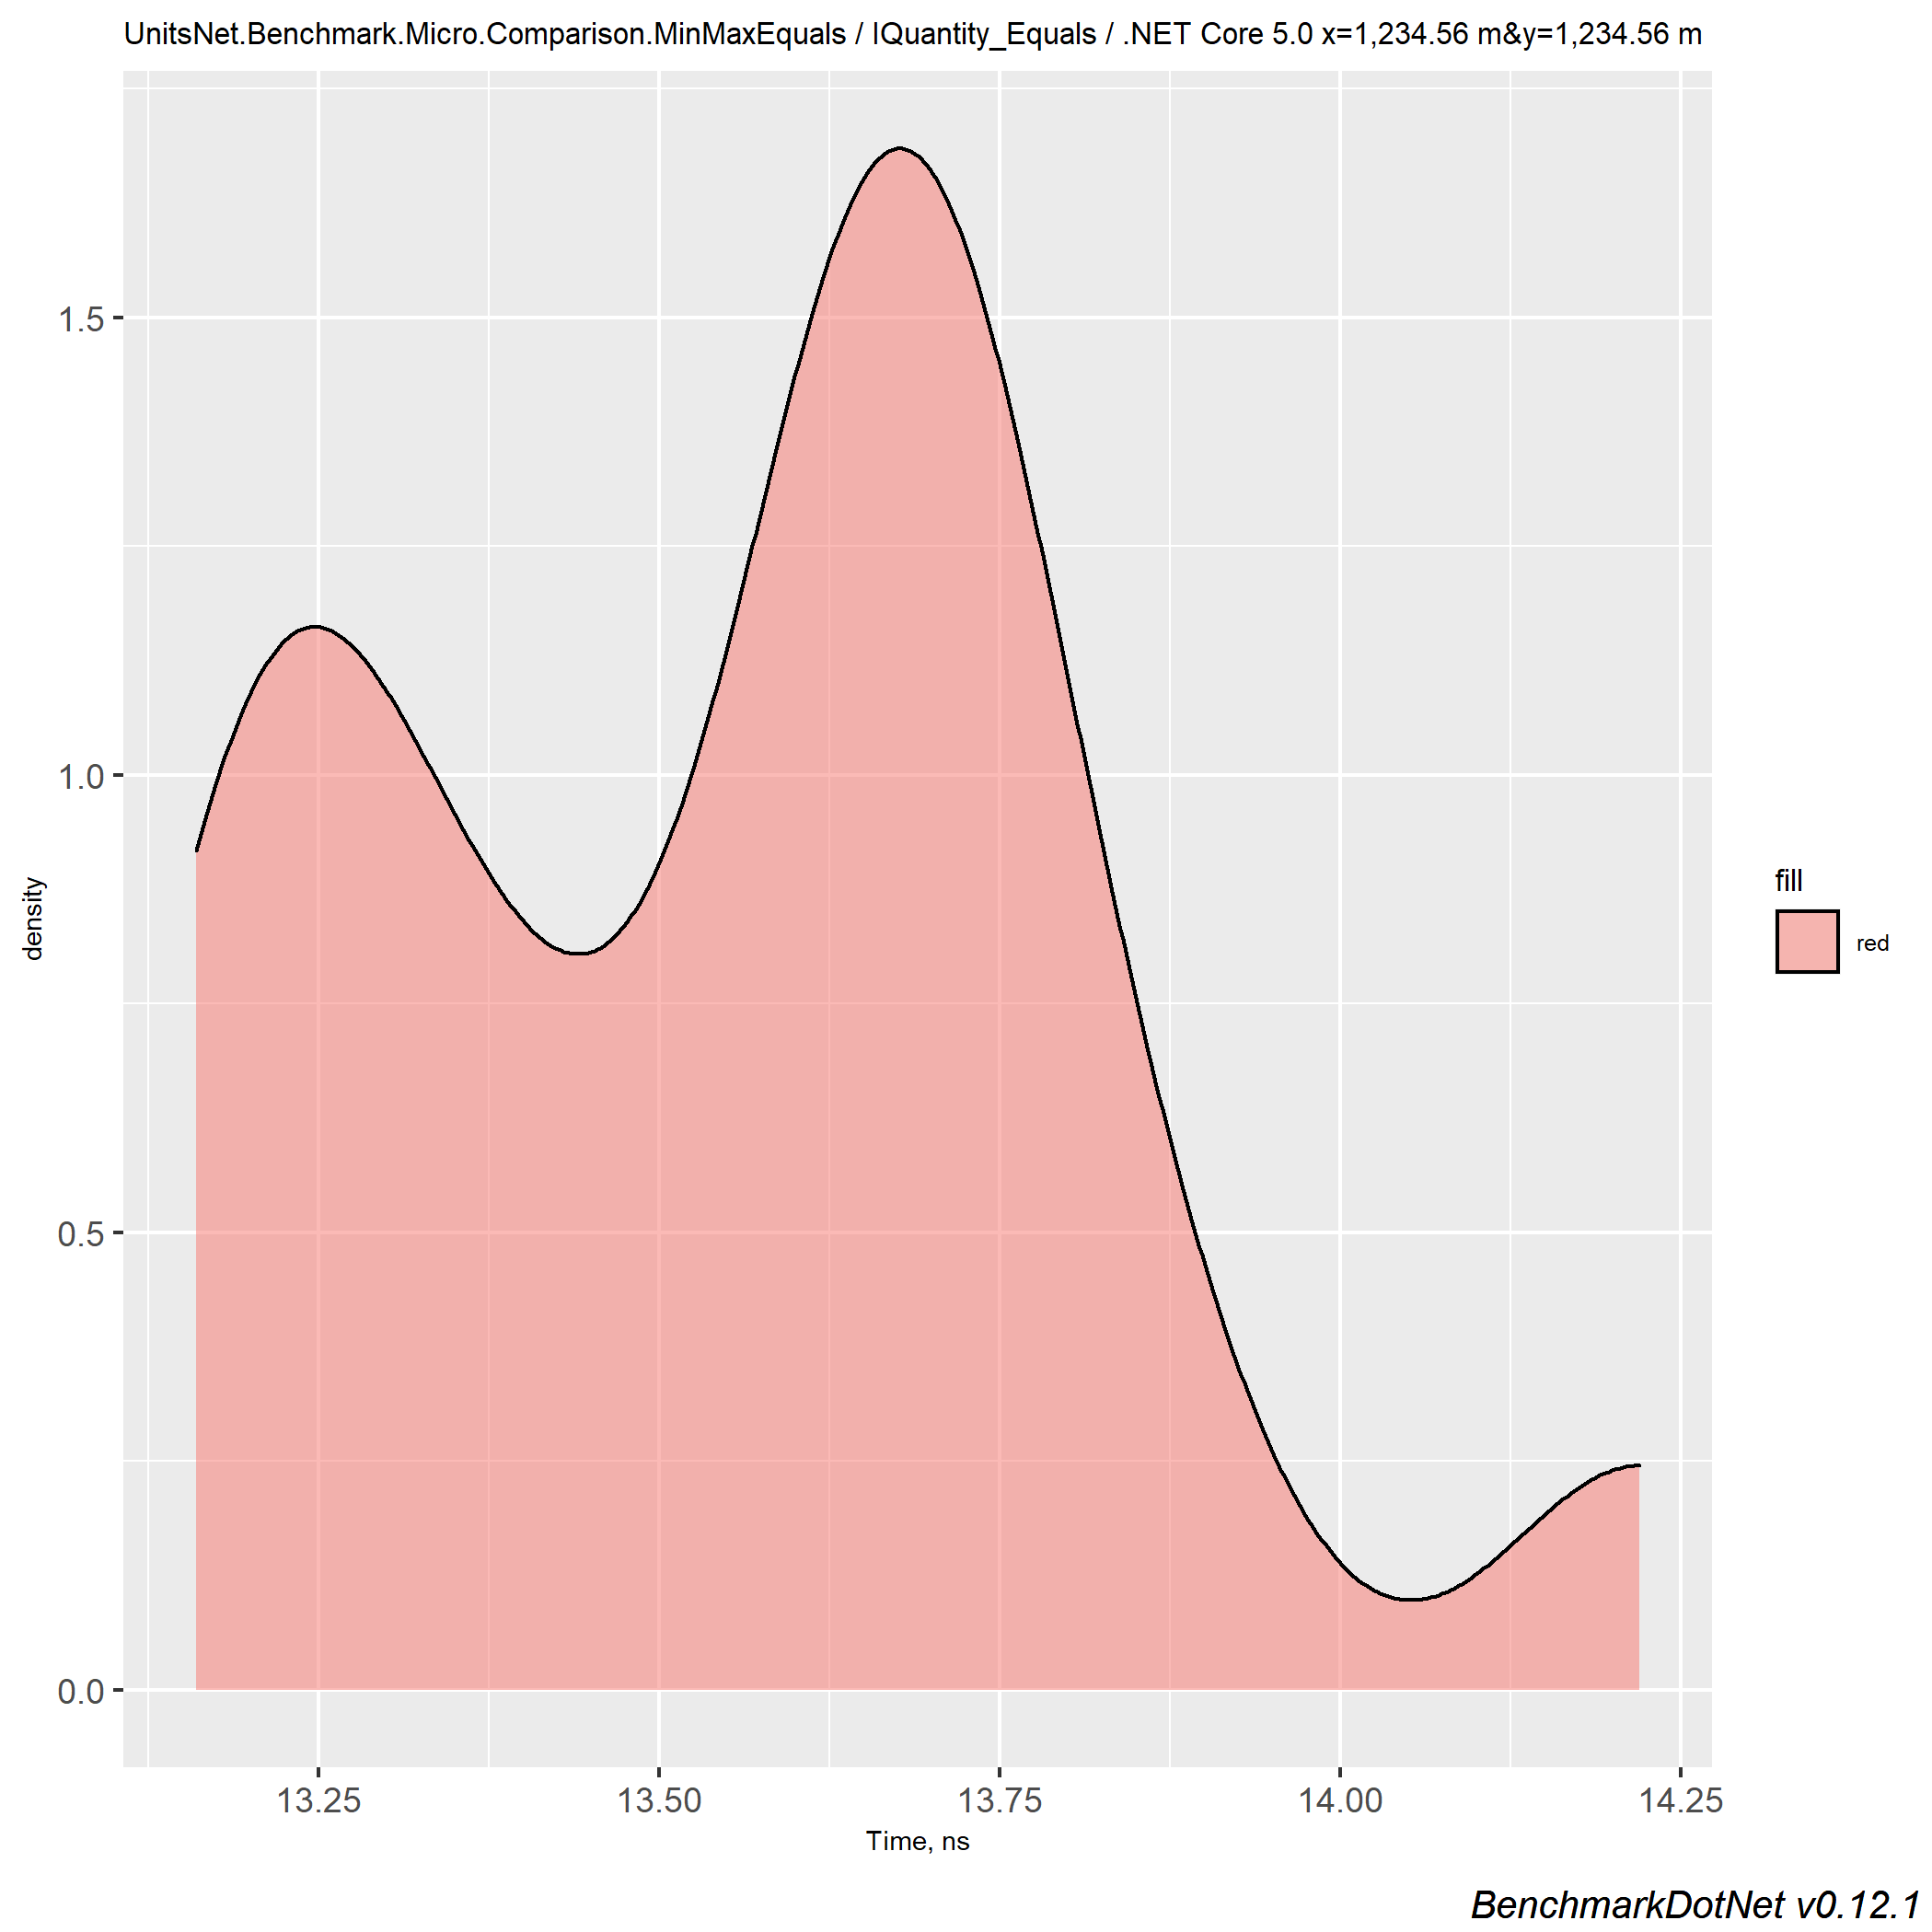 UnitsNet.Benchmark.Micro.Comparison.MinMaxEquals / IQuantity_Equals / .NET Core 5.0 x=1,234.56 m&y=1,234.56 m
1.5
1.0
0.5
0.0
density
13.25 13.50 13.75 14.00 14.25
Time, ns
fill
red
BenchmarkDotNet v0.12.1